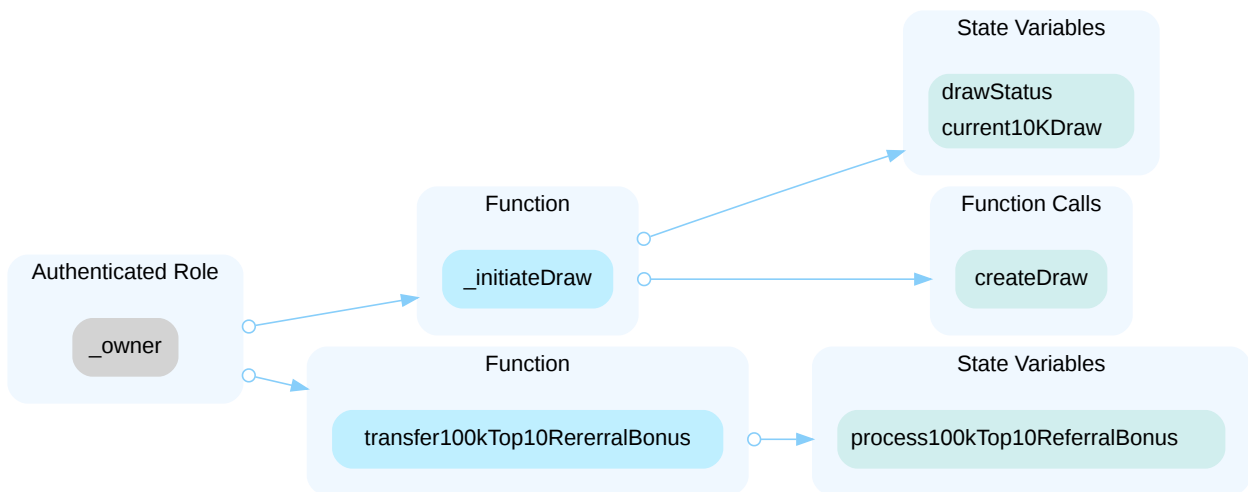 State Variables
drawStatus
current10KDraw
Function
_initiateDraw
Function Calls
createDraw
Authenticated Role
_owner
Function
transfer100kTop10RererralBonus
State Variables
process100kTop10ReferralBonus